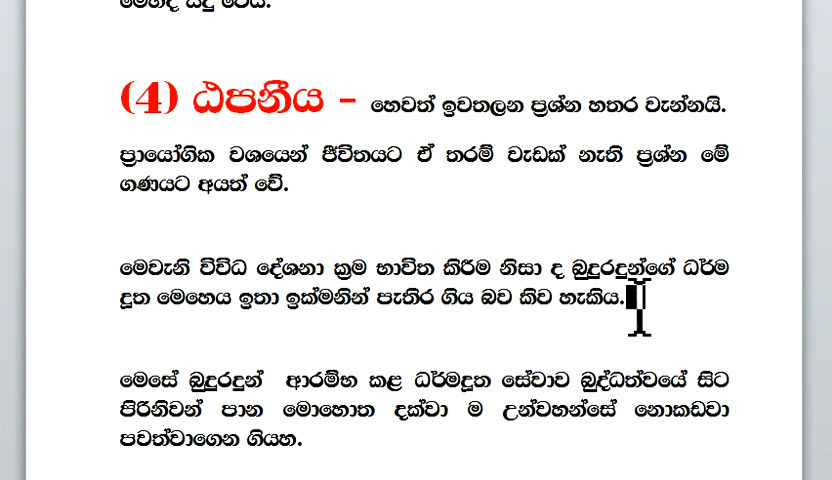 (4) ඨපනීය – හෙවත් ඉවතලන ප්‍රශ්න හතර වැන්නයි.
ප්‍රායෝගික වශයෙන් ජීවිතයට ඒ තරම් වැඩක් නැති ප්‍රශ්න මේ
ගණයට අයත් වේ.
මෙවැනි විවිධ දේශනා ක්‍රම භාවිත කිරීම නිසා ද බුදුරදුන්ගේ ධර්ම
දූත මෙහෙය ඉතා ඉක්මනින් පැතිර ගිය බව කිව හැකිය.
මෙසේ බුදුරදුන් ආරම්භ කළ ධර්මදූත සේවාව බුද්ධත්වයේ සිට
පිරිනිවන් පාන මොහොත දක්වා ම උන්වහන්සේ නොකඩවා
පවත්වාගෙන ගියහ.